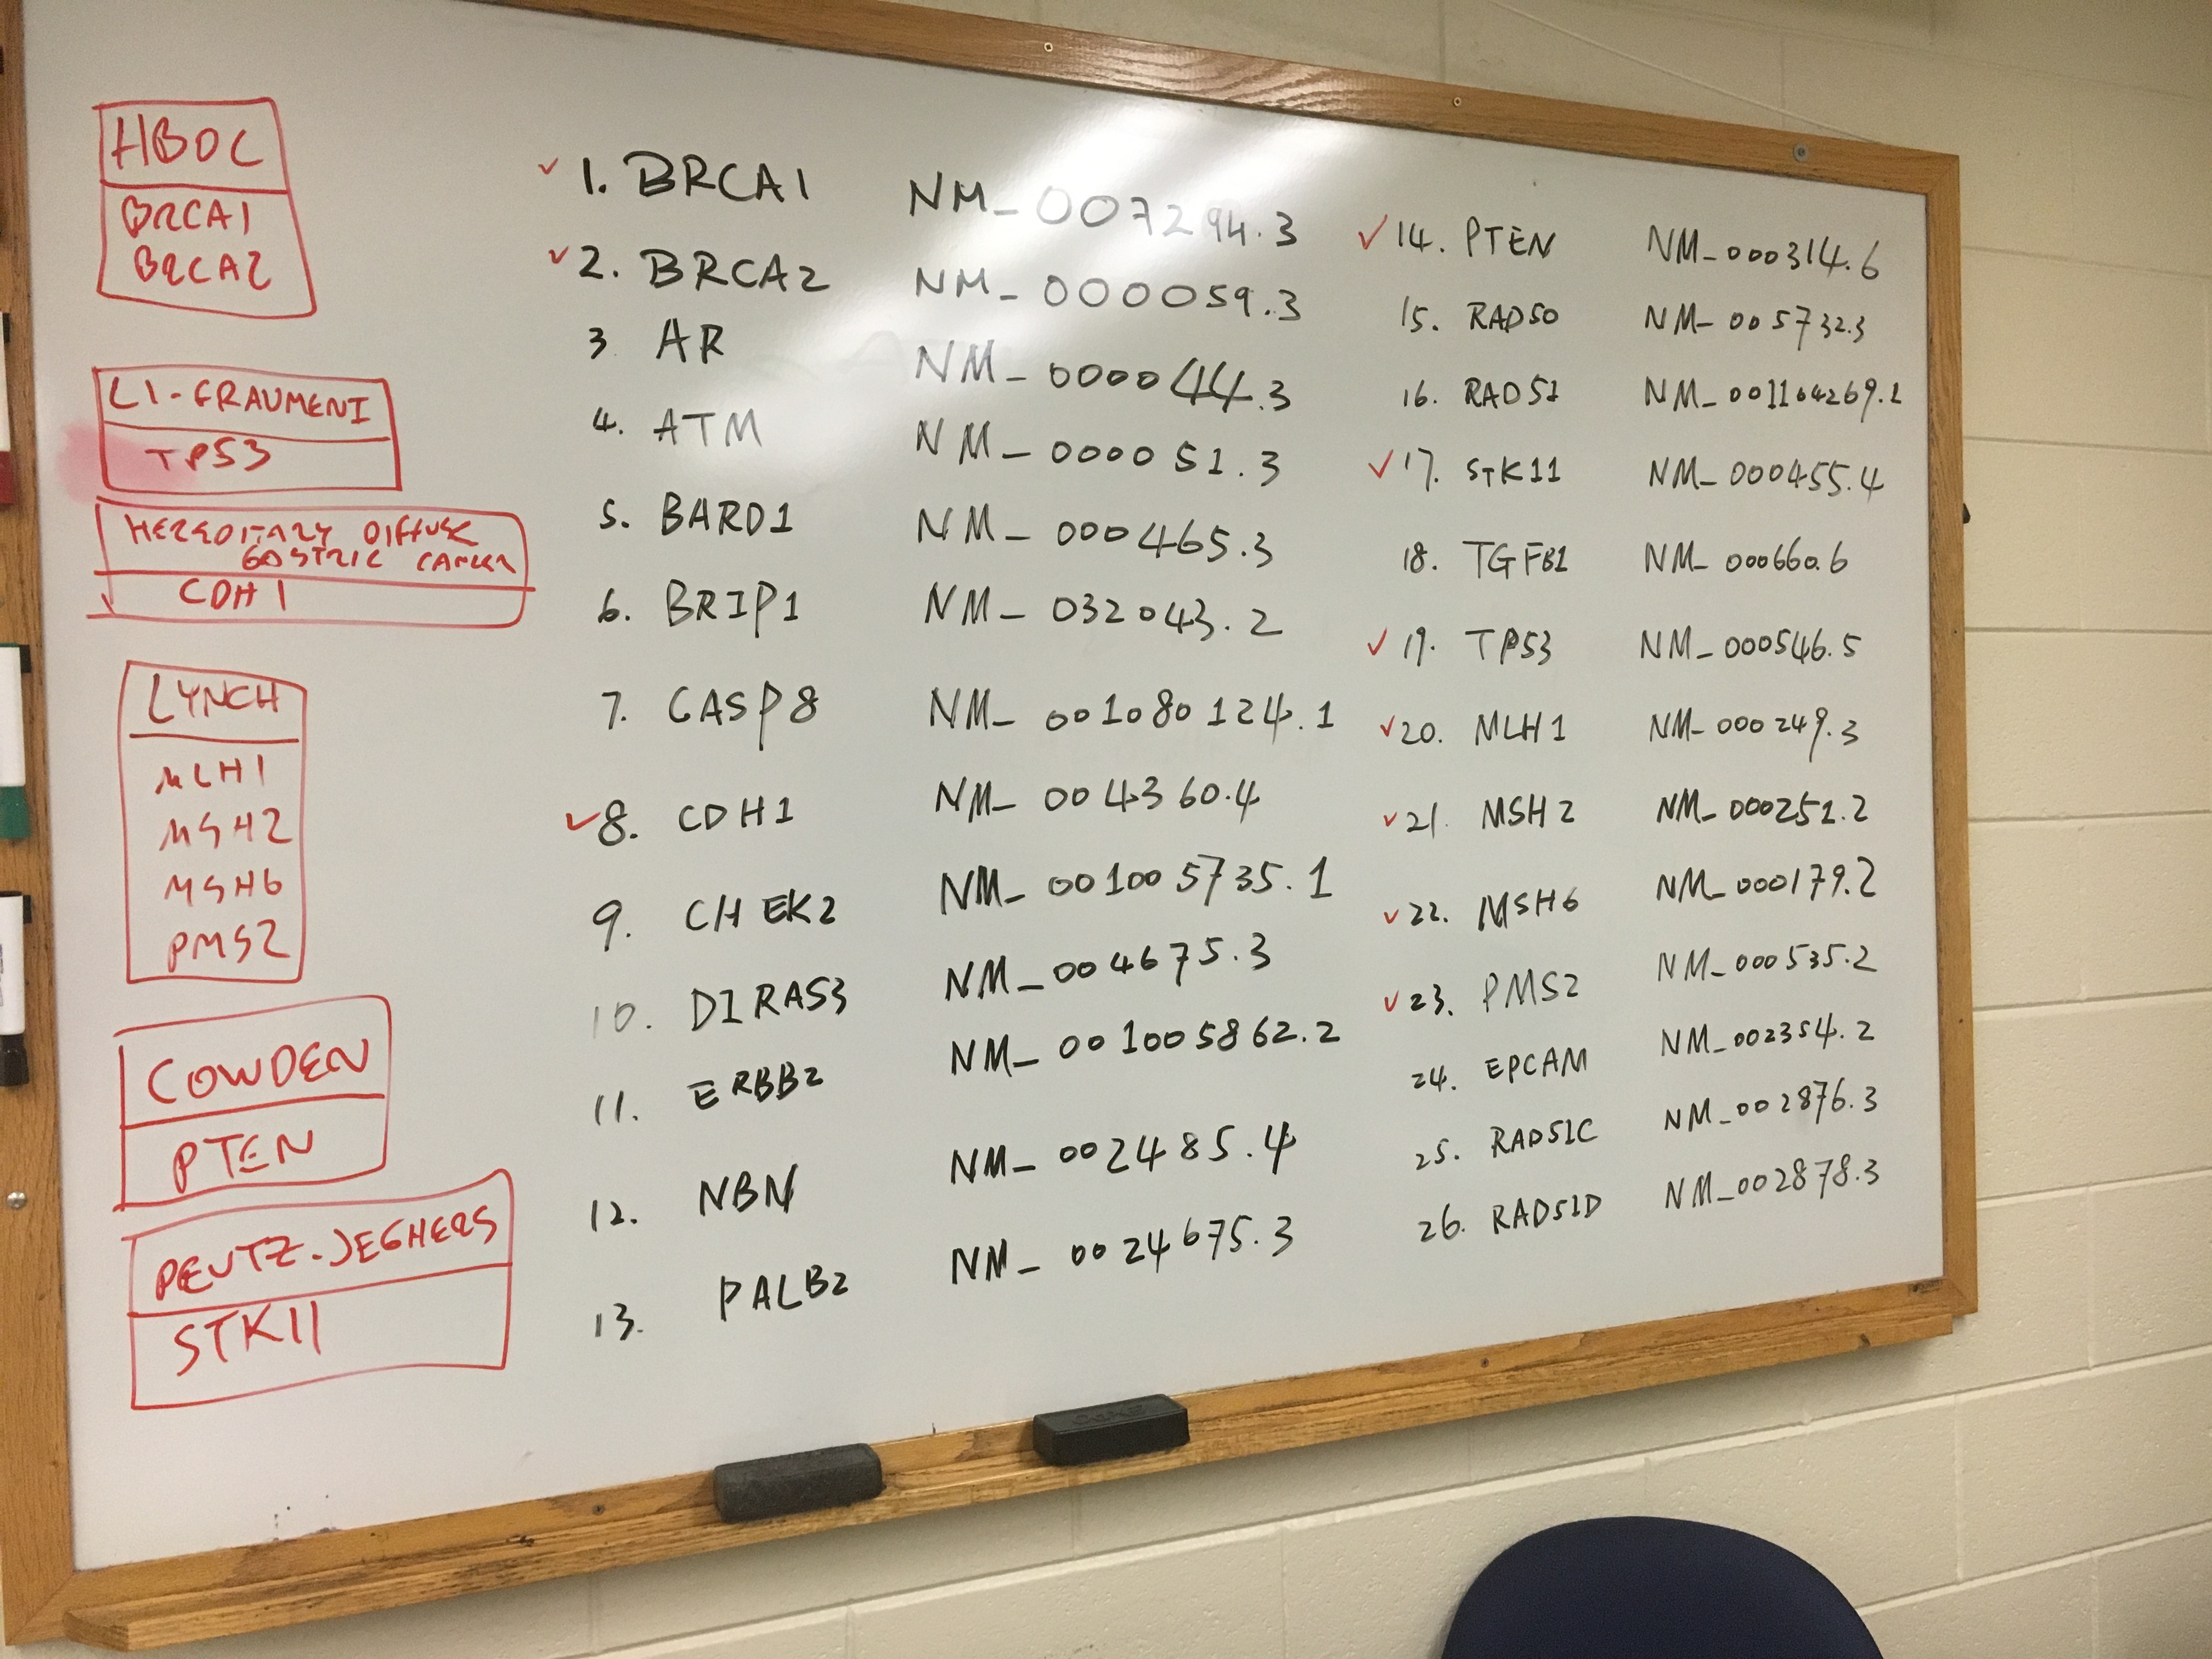 HBOC
BRCA1
BRCA2
LI-FRAUMENI
TP53
HEREDITARY DIFFUSE
GASTRIC CANCER
CDH1
LYNCH
MLH1
MSH2
MSH6
PMS2
COWDEN
PTEN
PEUTZ-JEGHERS
STK11
✓ 1. BRCA1 NM_007294.3
✓ 2. BRCA2 NM_000059.3
3 AR NM_000044.3
4. ATM NM_000051.3
5. BARD1 NM_000465.3
6. BRIP1 NM_032043.2
7. CASP8 NM_001080124.1
✓ 8. CDH1 NM_004360.4
9. CHEK2 NM_001005735.1
10. DIRAS3 NM_004675.3
11. ERBB2 NM_001005862.2
12. NBN NM_002485.4
13. PALB2 NM_0024675.3
✓ 14. PTEN NM_000314.6
15. RAD50 NM_005732.3
16. RAD51 NM_001164269.1
✓ 17. STK11 NM_000455.4
18. TGFB1 NM_000660.6
✓ 19. TP53 NM_000546.5
✓ 20. MLH1 NM_000249.3
✓ 21. MSH2 NM_000251.2
✓ 22. MSH6 NM_000179.2
✓ 23. PMS2 NM_000535.2
24. EPCAM NM_002354.2
25. RAD51C NM_002876.3
26. RAD51D NM_002878.3